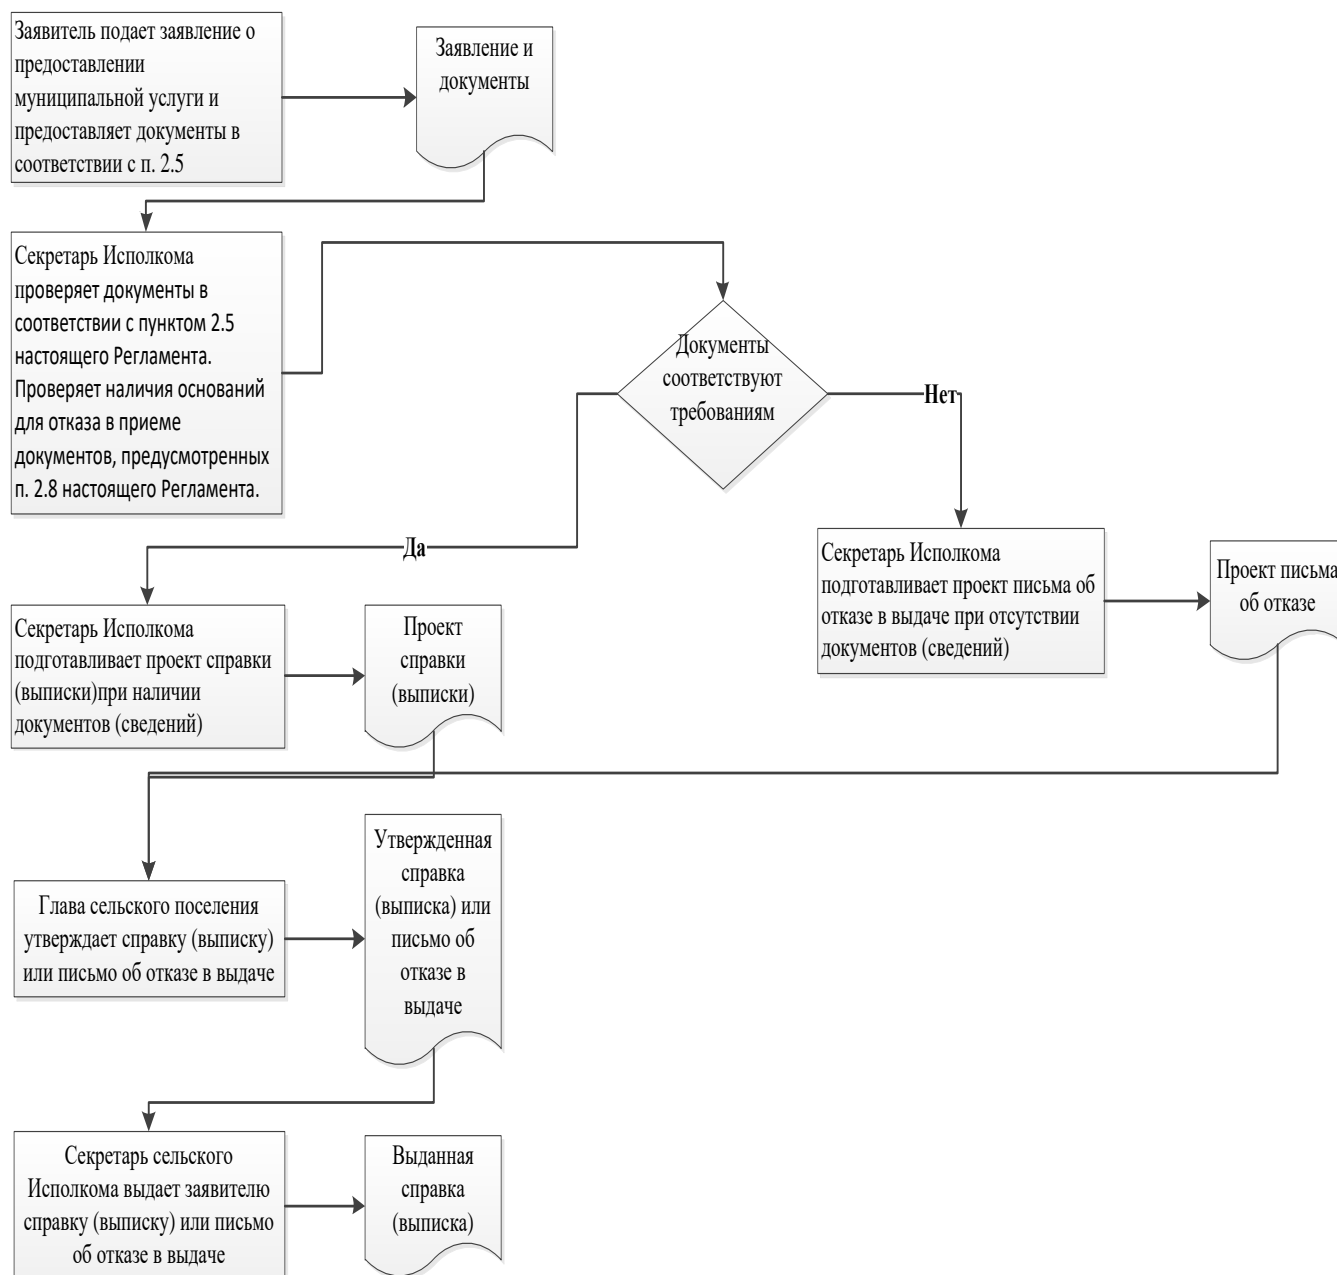 Заявитель подает заявление о
предоставлении
муниципальной услуги и
предоставляет документы в
соответствии с п. 2.5
Заявление и
документы
Секретарь Исполкома
проверяет документы в
соответствии с пунктом 2.5
настоящего Регламента.
Проверяет наличия оснований
для отказа в приеме
документов, предусмотренных
п. 2.8 настоящего Регламента.
Документы
соответствуют
требованиям
Нет
Да
Секретарь Исполкома
подготавливает проект письма об
отказе в выдаче при отсутствии
документов (сведений)
Проект письма
об отказе
Секретарь Исполкома
подготавливает проект справки
(выписки)при наличии
документов (сведений)
Проект
справки
(выписки)
Глава сельского поселения
утверждает справку (выписку)
или письмо об отказе в выдаче
Утвержденная
справка
(выписка) или
письмо об
отказе в
выдаче
Секретарь сельского
Исполкома выдает заявителю
справку (выписку) или письмо
об отказе в выдаче
Выданная
справка
(выписка)